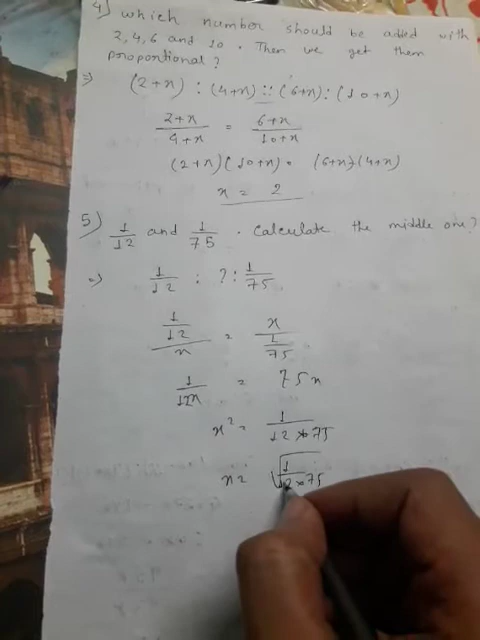 4) which number should be added with
2, 4, 6 and 10. Then we get them
proportional?
=) (2+x) : (4+x) :: (6+x) : (10+x)
2+x/4+x = 6+x/10+x
(2+x)(10+x) = (6+x)(4+x)
x = 2
5) 1/12 and 1/75. Calculate the middle one?
=) 1/12 : ? : 1/75
1/12/x = x/1/75
1/12x = 75x
x² = 1/12×75
x = √1/12×75